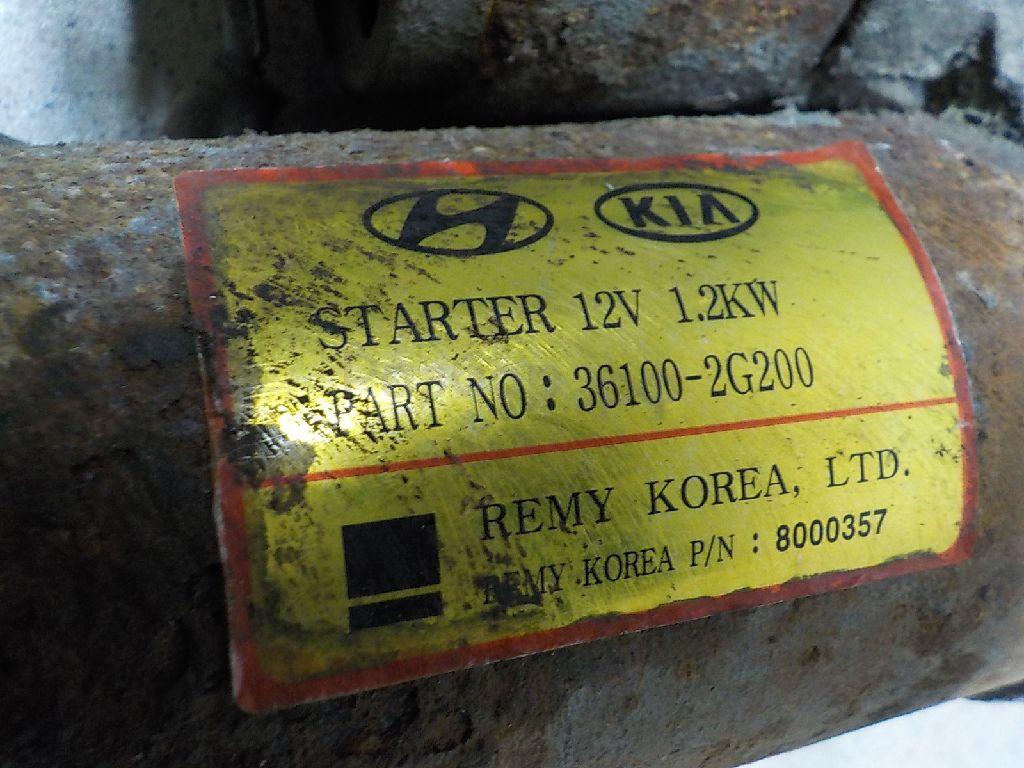 KIA
STARTER 12V 1.2KW
PART NO : 36100-2G200
REMY KOREA, LTD.
REMY KOREA P/N : 8000357